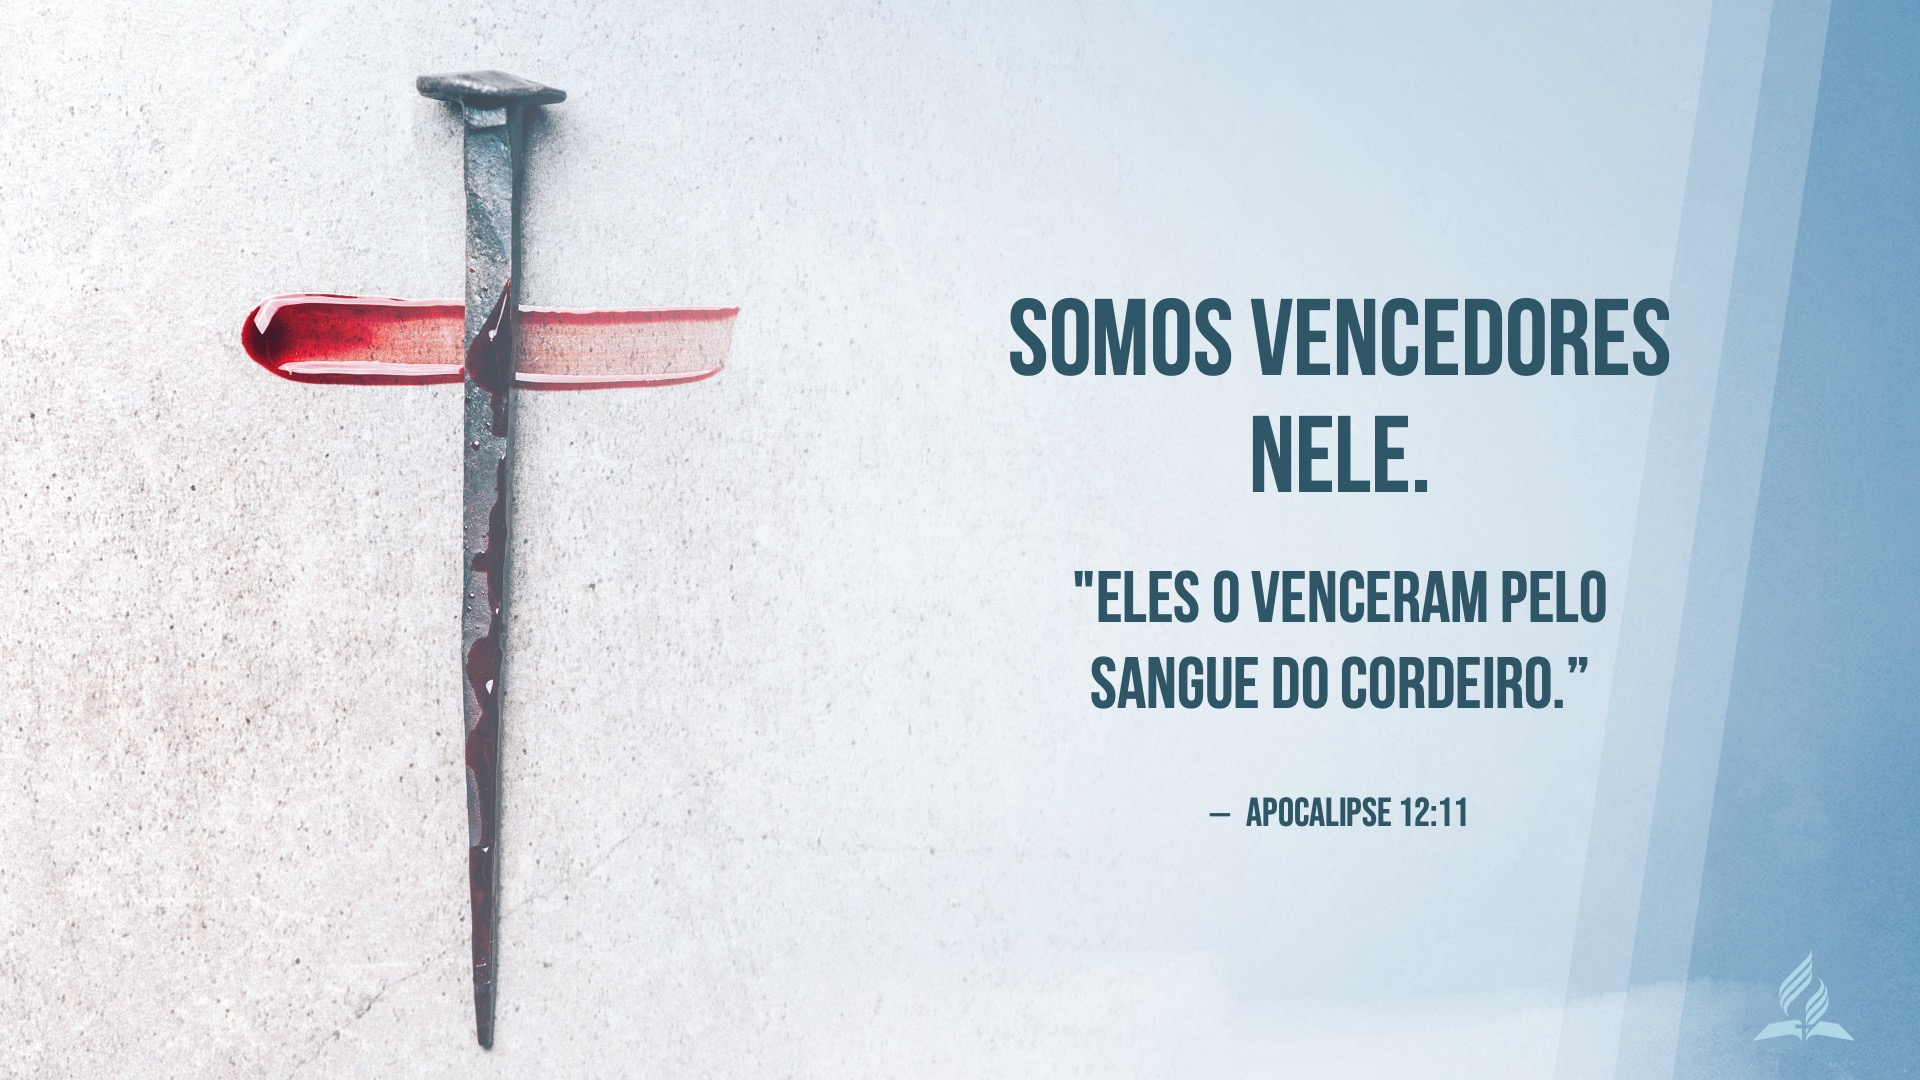 SOMOS VENCEDORES
NELE.
"ELES O VENCERAM PELO
SANGUE DO CORDEIRO.”
– APOCALIPSE 12:11